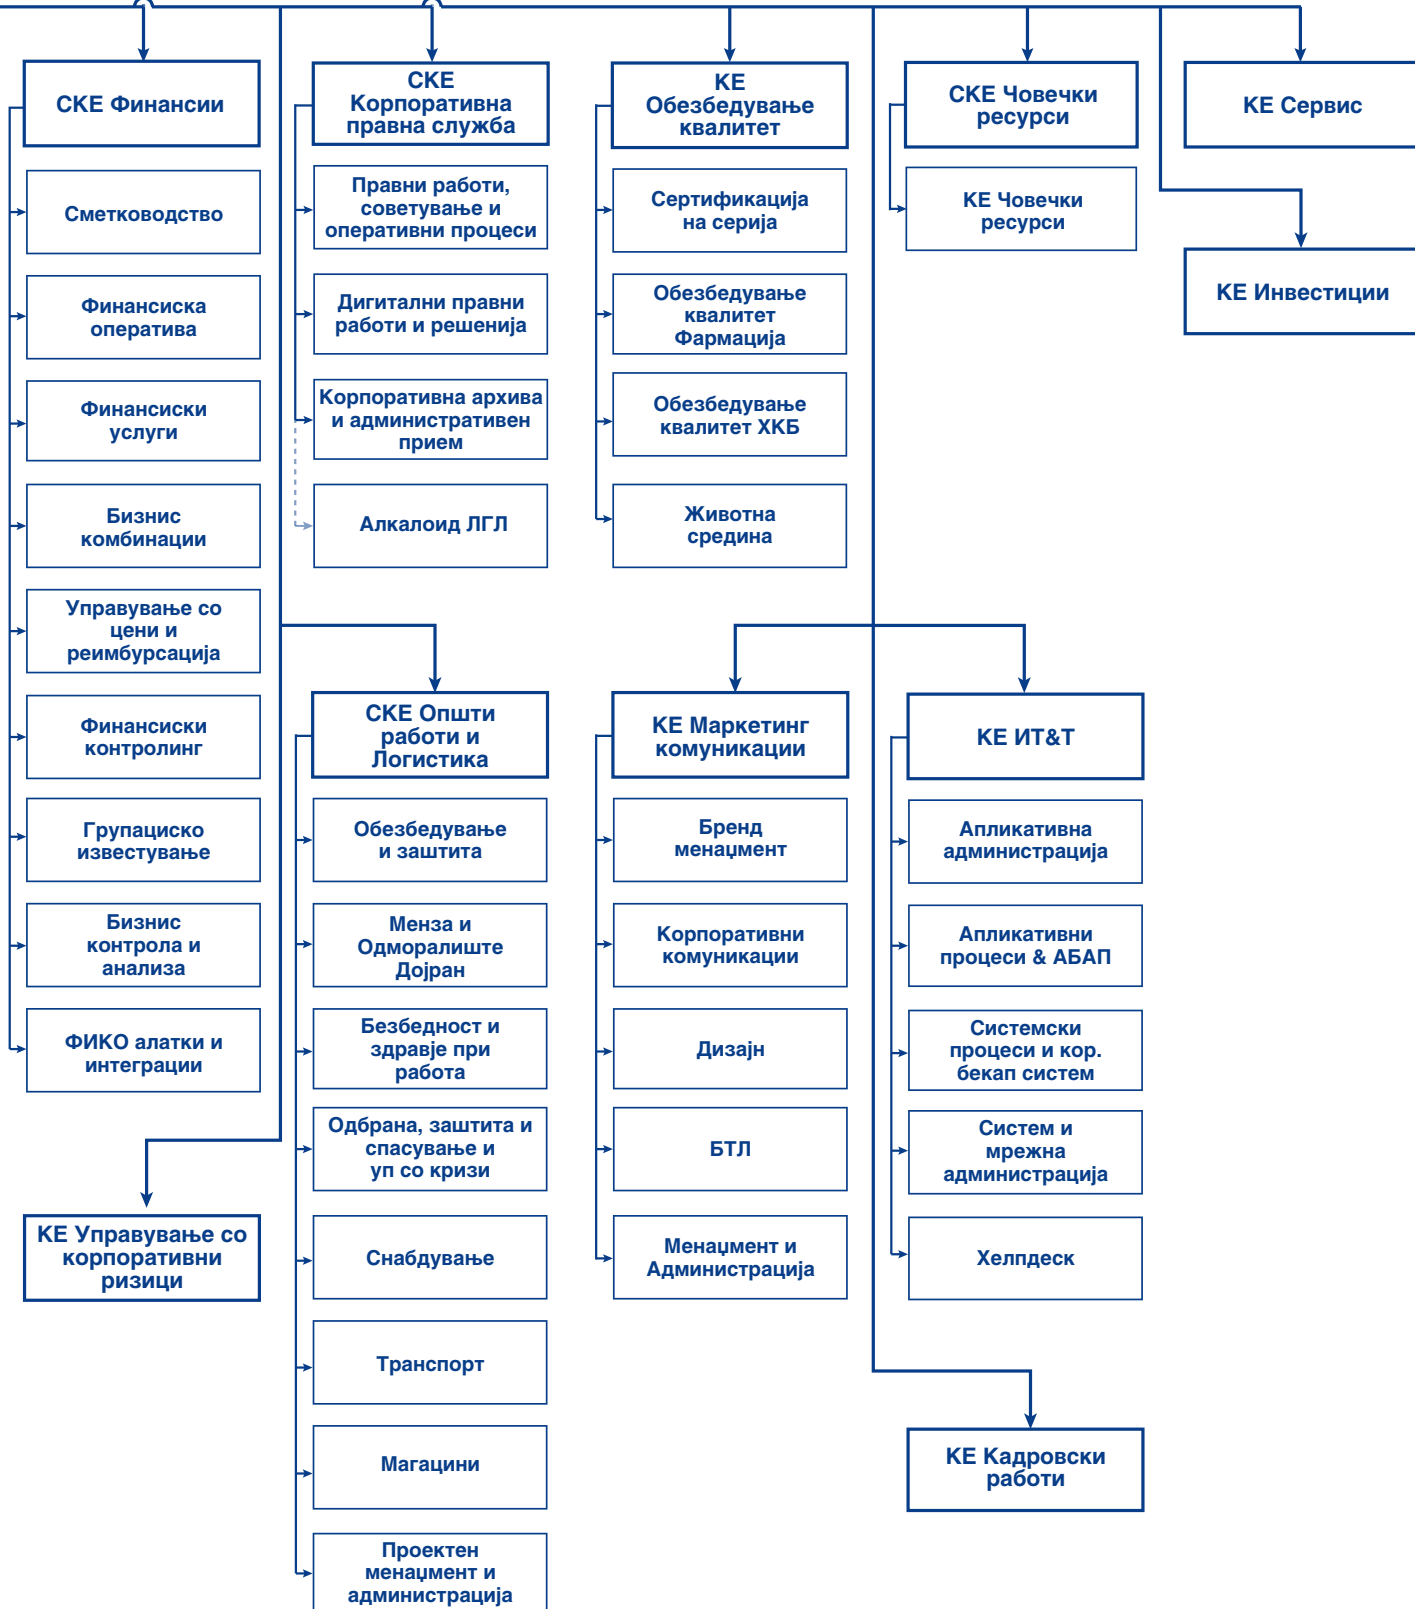 СКЕ Финансии
Сметководство
Финансиска
оператива
Финансиски
услуги
Бизнис
комбинации
Управување со
цени и
реимбурсација
Финансиски
контролинг
Групациско
известување
Бизнис
контрола и
анализа
ФИКО алатки и
интеграции
КЕ Управување со
корпоративни
ризици
СКЕ
Корпоративна
правна служба
Правни работи,
советување и
оперативни процеси
Дигитални правни
работи и решенија
Корпоративна архива
и административен
прием
Алкалоид ЛГЛ
СКЕ Општи
работи и
Логистика
Обезбедување
и заштита
Менза и
Одморалиште
Дојран
Безбедност и
здравје при
работа
Одбрана, заштита и
спасување и
уп со кризи
Снабдување
Транспорт
Магацини
Проектен
менаџмент и
администрација
КЕ
Обезбедување
квалитет
Сертификација
на серија
Обезбедување
квалитет
Фармација
Обезбедување
квалитет ХКБ
Животна
средина
КЕ Маркетинг
комуникации
Бренд
менаџмент
Корпоративни
комуникации
Дизајн
БТЛ
Менаџмент и
Администрација
СКЕ Човечки
ресурси
КЕ Човечки
ресурси
КЕ ИТ&Т
Апликативна
администрација
Апликативни
процеси & АБАП
Системски
процеси и кор.
бекап систем
Систем и
мрежна
администрација
Хелпдеск
КЕ Кадровски
работи
КЕ Сервис
КЕ Инвестиции